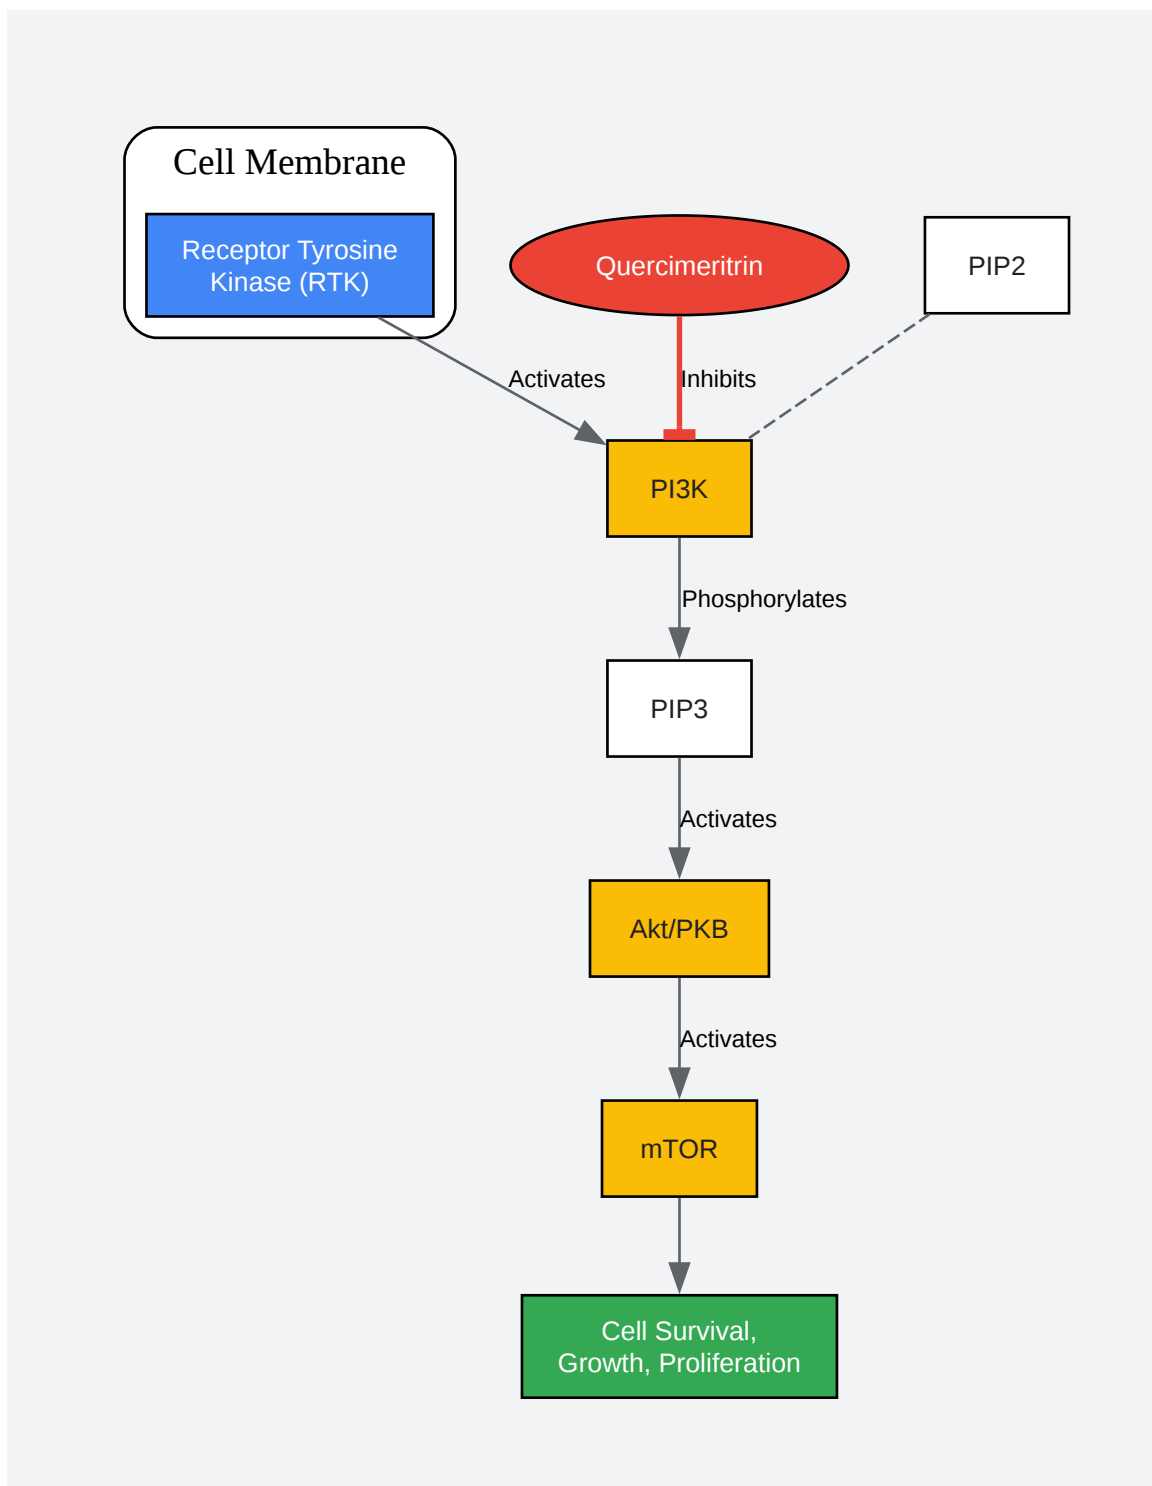 Cell Membrane
Receptor Tyrosine
Kinase (RTK)
Quercimeritrin
PIP2
Activates
Inhibits
PI3K
Phosphorylates
PIP3
Activates
Akt/PKB
Activates
mTOR
Cell Survival,
Growth, Proliferation